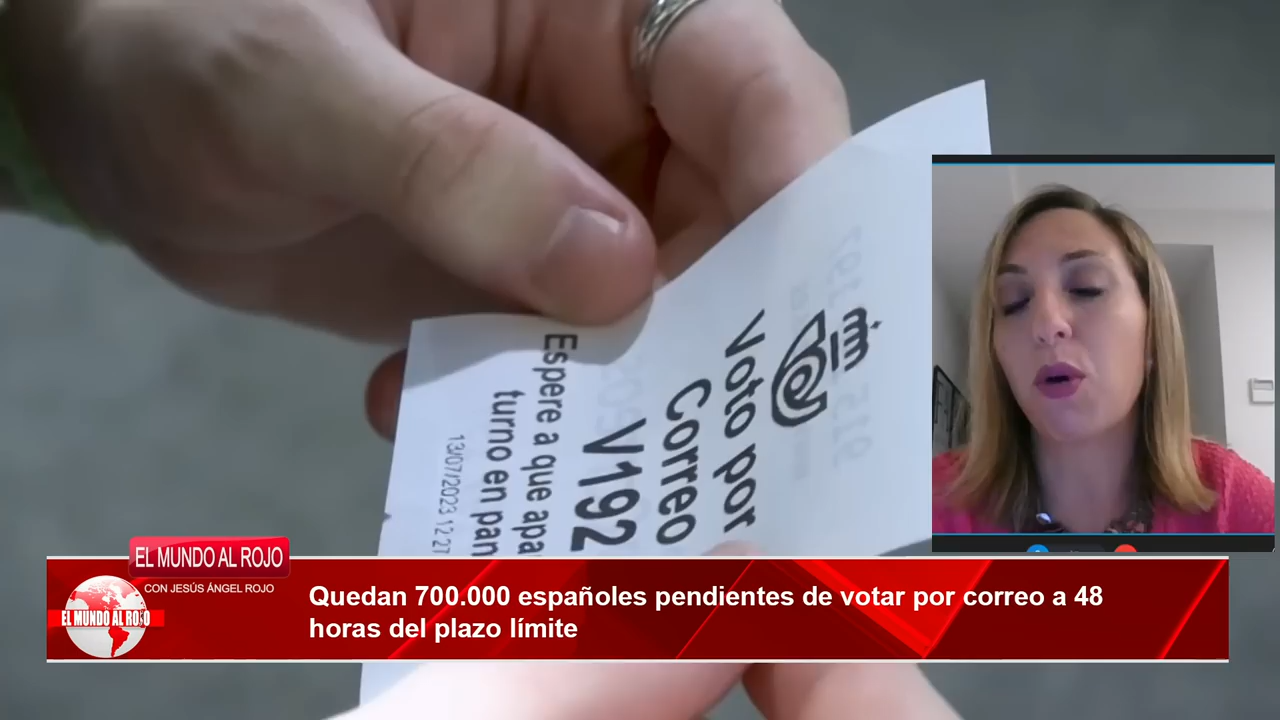 Voto por
Correo
V192
Espere a que apa
turno en pan
13/07/2023 12:27
EL MUNDO AL ROJO
CON JESÚS ÁNGEL ROJO
EL MUNDO AL ROJO
Quedan 700.000 españoles pendientes de votar por correo a 48
horas del plazo límite